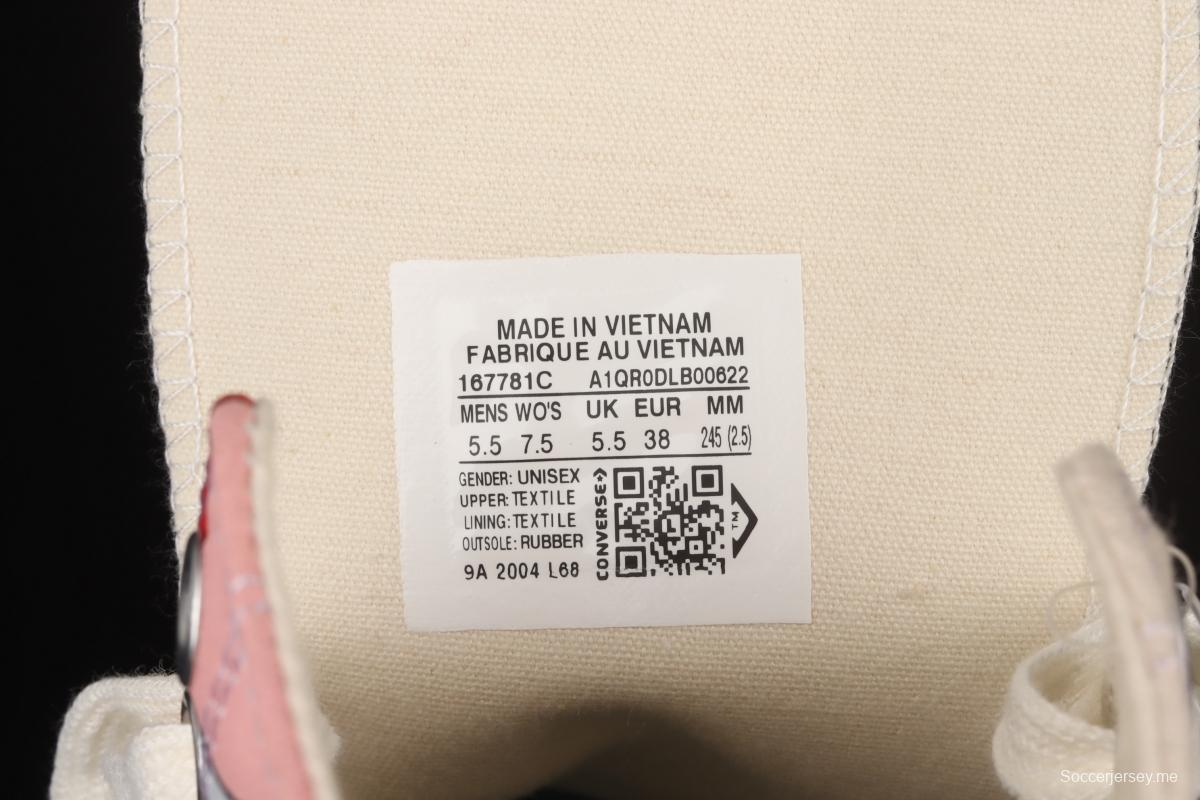 MADE IN VIETNAM
FABRIQUE AU VIETNAM
167781C A1QR0DLB00622
MENS WO'S UK EUR MM
5.5 7.5 5.5 38 245 (2.5)
GENDER: UNISEX
UPPER: TEXTILE
LINING: TEXTILE
OUTSOLE: RUBBER
9A 2004 L68
CONVERSE
TM
Soccerjersey.me